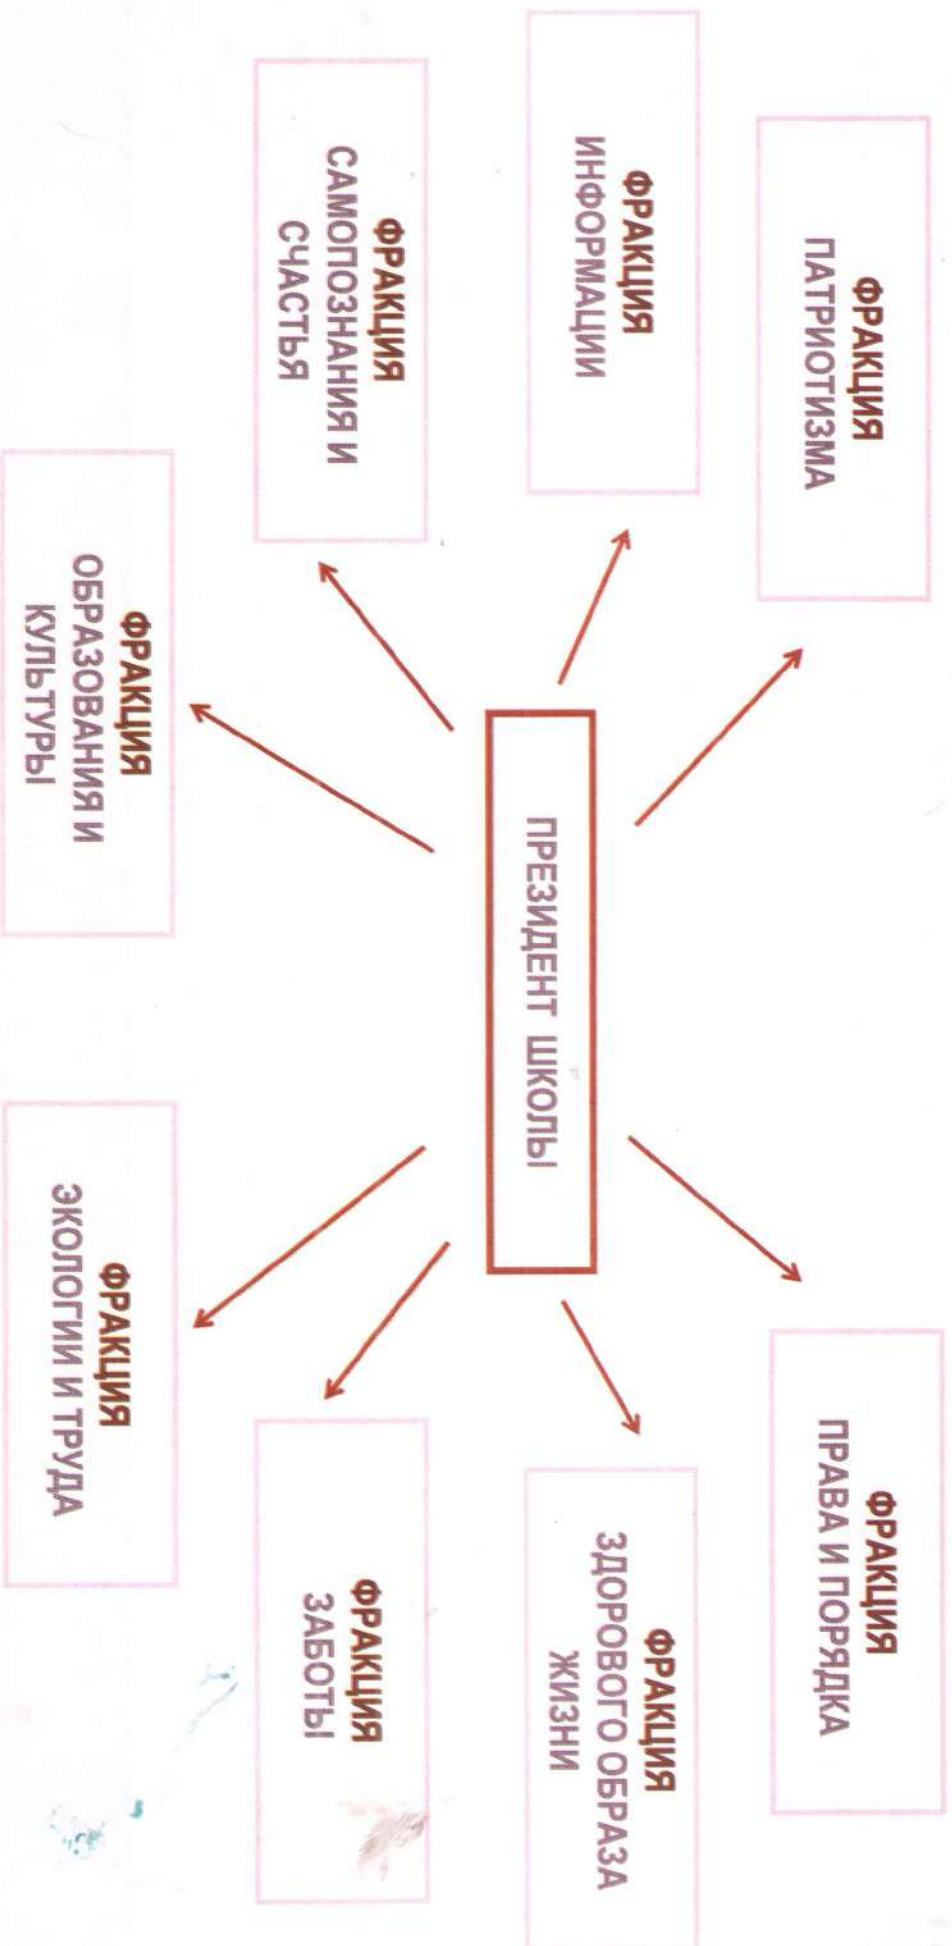 ФРАКЦИЯ
ПАТРИОТИЗМА
ФРАКЦИЯ
ПРАВА И ПОРЯДКА
ФРАКЦИЯ
ИНФОРМАЦИИ
ФРАКЦИЯ
ЗДОРОВОГО ОБРАЗА
ЖИЗНИ
ПРЕЗИДЕНТ ШКОЛЫ
ФРАКЦИЯ
САМОПОЗНАНИЯ И
СЧАСТЬЯ
ФРАКЦИЯ
ЗАБОТЫ
ФРАКЦИЯ
ОБРАЗОВАНИЯ И
КУЛЬТУРЫ
ФРАКЦИЯ
ЭКОЛОГИИ И ТРУДА